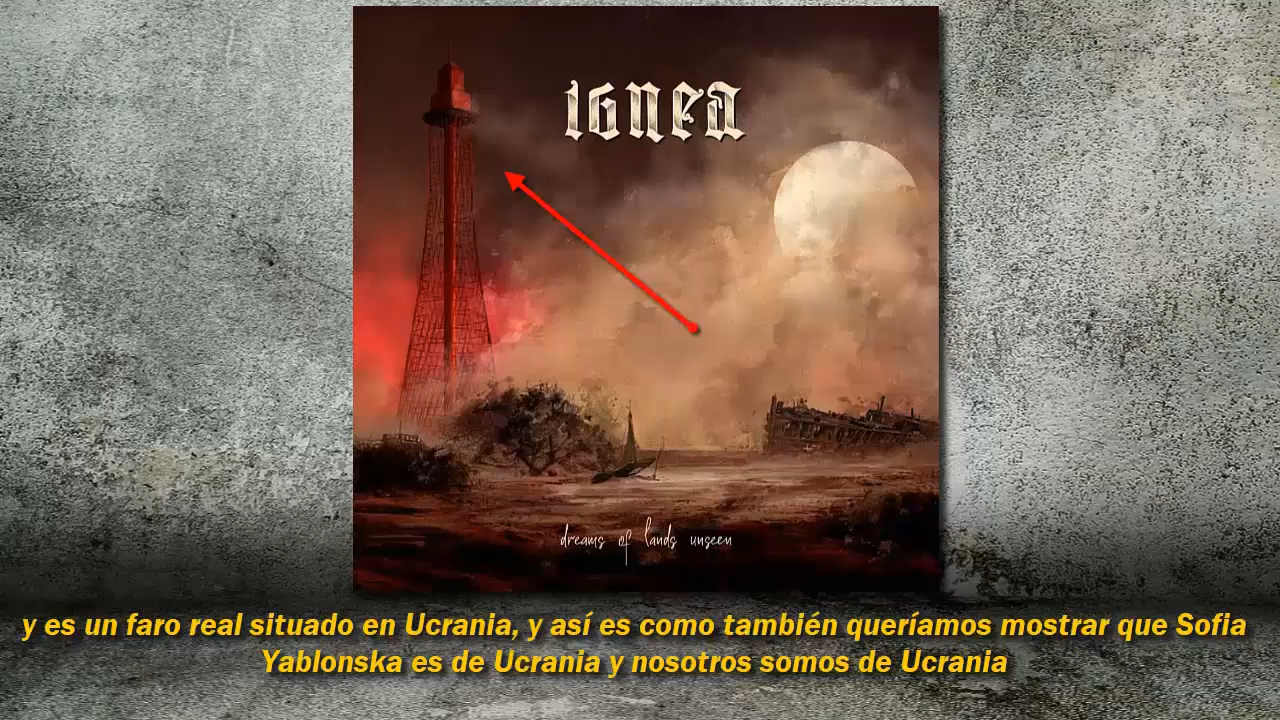 IGNEA
dreams of lands unseen
y es un faro real situado en Ucrania, y así es como también queríamos mostrar que Sofia
Yablonska es de Ucrania y nosotros somos de Ucrania